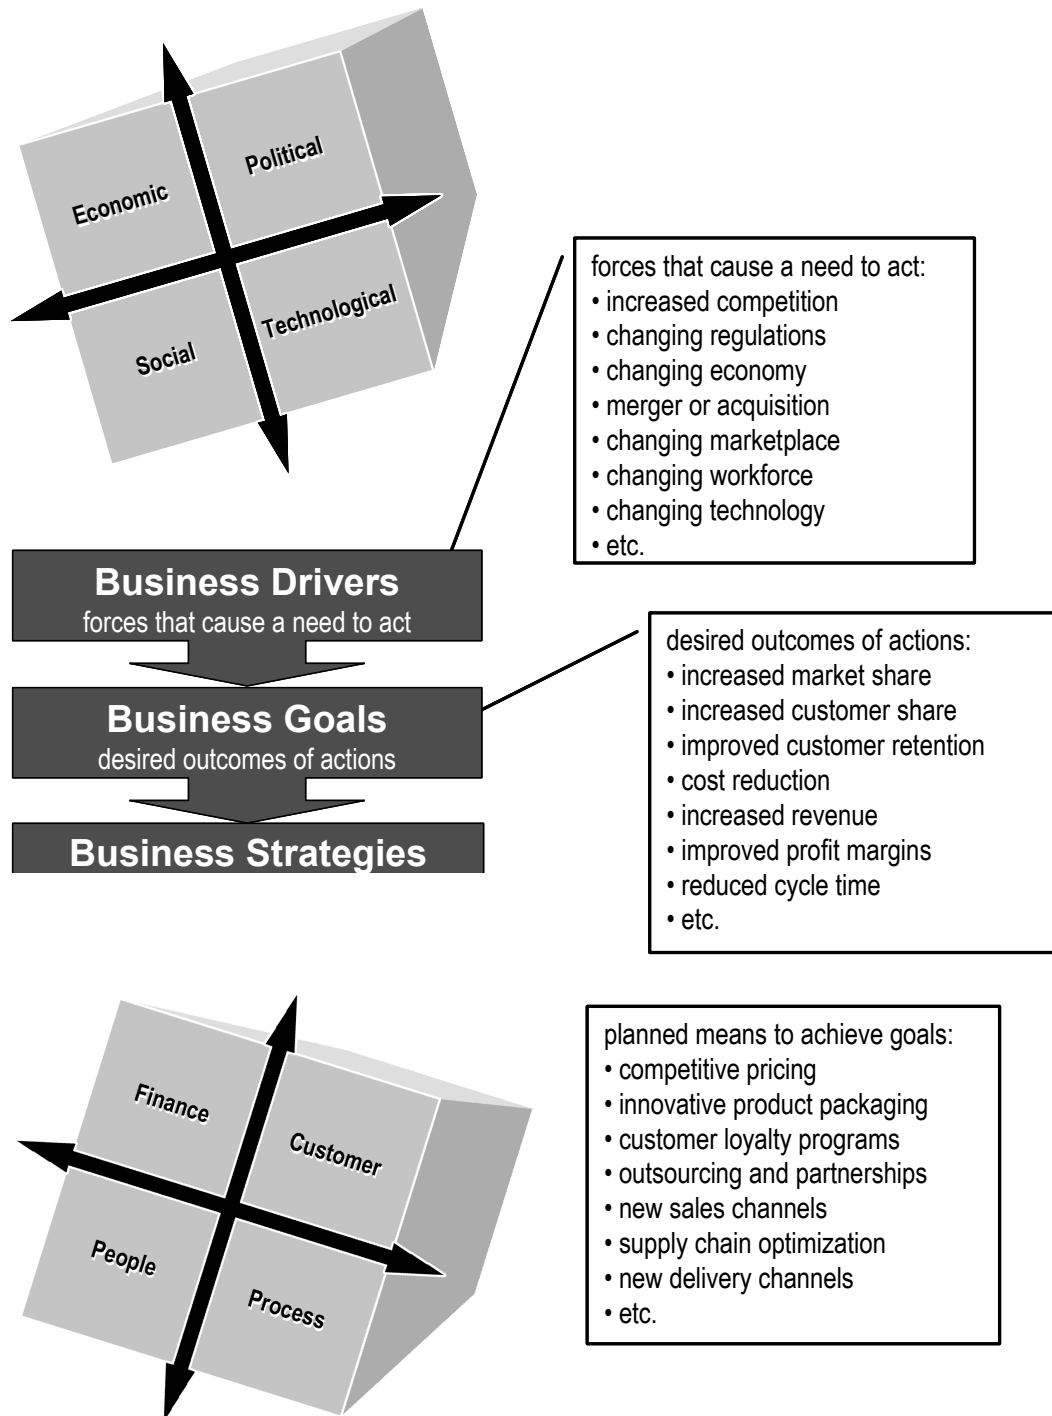 Political
Economic
Technological
Social
forces that cause a need to act:
• increased competition
• changing regulations
• changing economy
• merger or acquisition
• changing marketplace
• changing workforce
• changing technology
• etc.
Business Drivers
forces that cause a need to act
Business Goals
desired outcomes of actions
Business Strategies
desired outcomes of actions:
• increased market share
• increased customer share
• improved customer retention
• cost reduction
• increased revenue
• improved profit margins
• reduced cycle time
• etc.
Finance
Customer
People
Process
planned means to achieve goals:
• competitive pricing
• innovative product packaging
• customer loyalty programs
• outsourcing and partnerships
• new sales channels
• supply chain optimization
• new delivery channels
• etc.